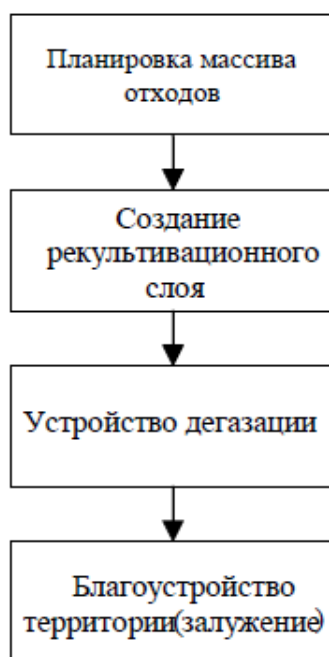 Планировка массива
отходов
Создание
рекультивационного
слоя
Устройство дегазации
Благоустройство
территории(залужение)